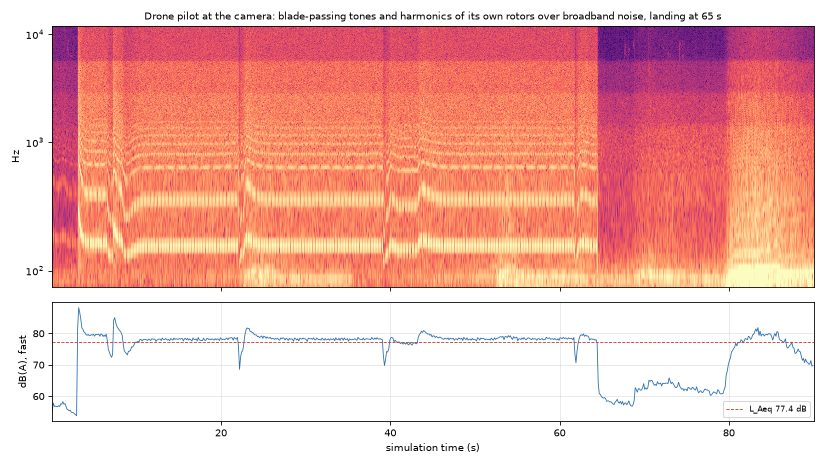 Drone pilot at the camera: blade-passing tones and harmonics of its own rotors over broadband noise, landing at 65 s
10⁴
10³
10²
Hz
80
70
60
dB(A), fast
L_Aeq 77.4 dB
20 40 60 80
simulation time (s)